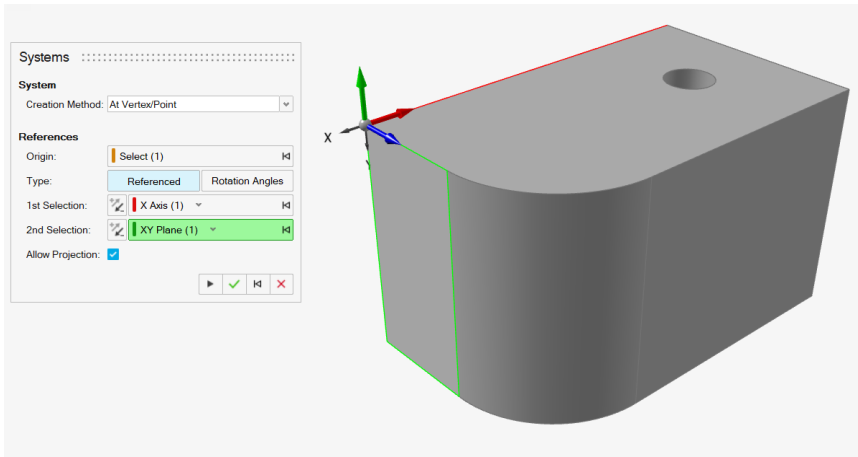 Systems
System
Creation Method: At Vertex/Point
References
Origin: Select (1)
Type: Referenced Rotation Angles
1st Selection: X Axis (1)
2nd Selection: XY Plane (1)
Allow Projection:
X